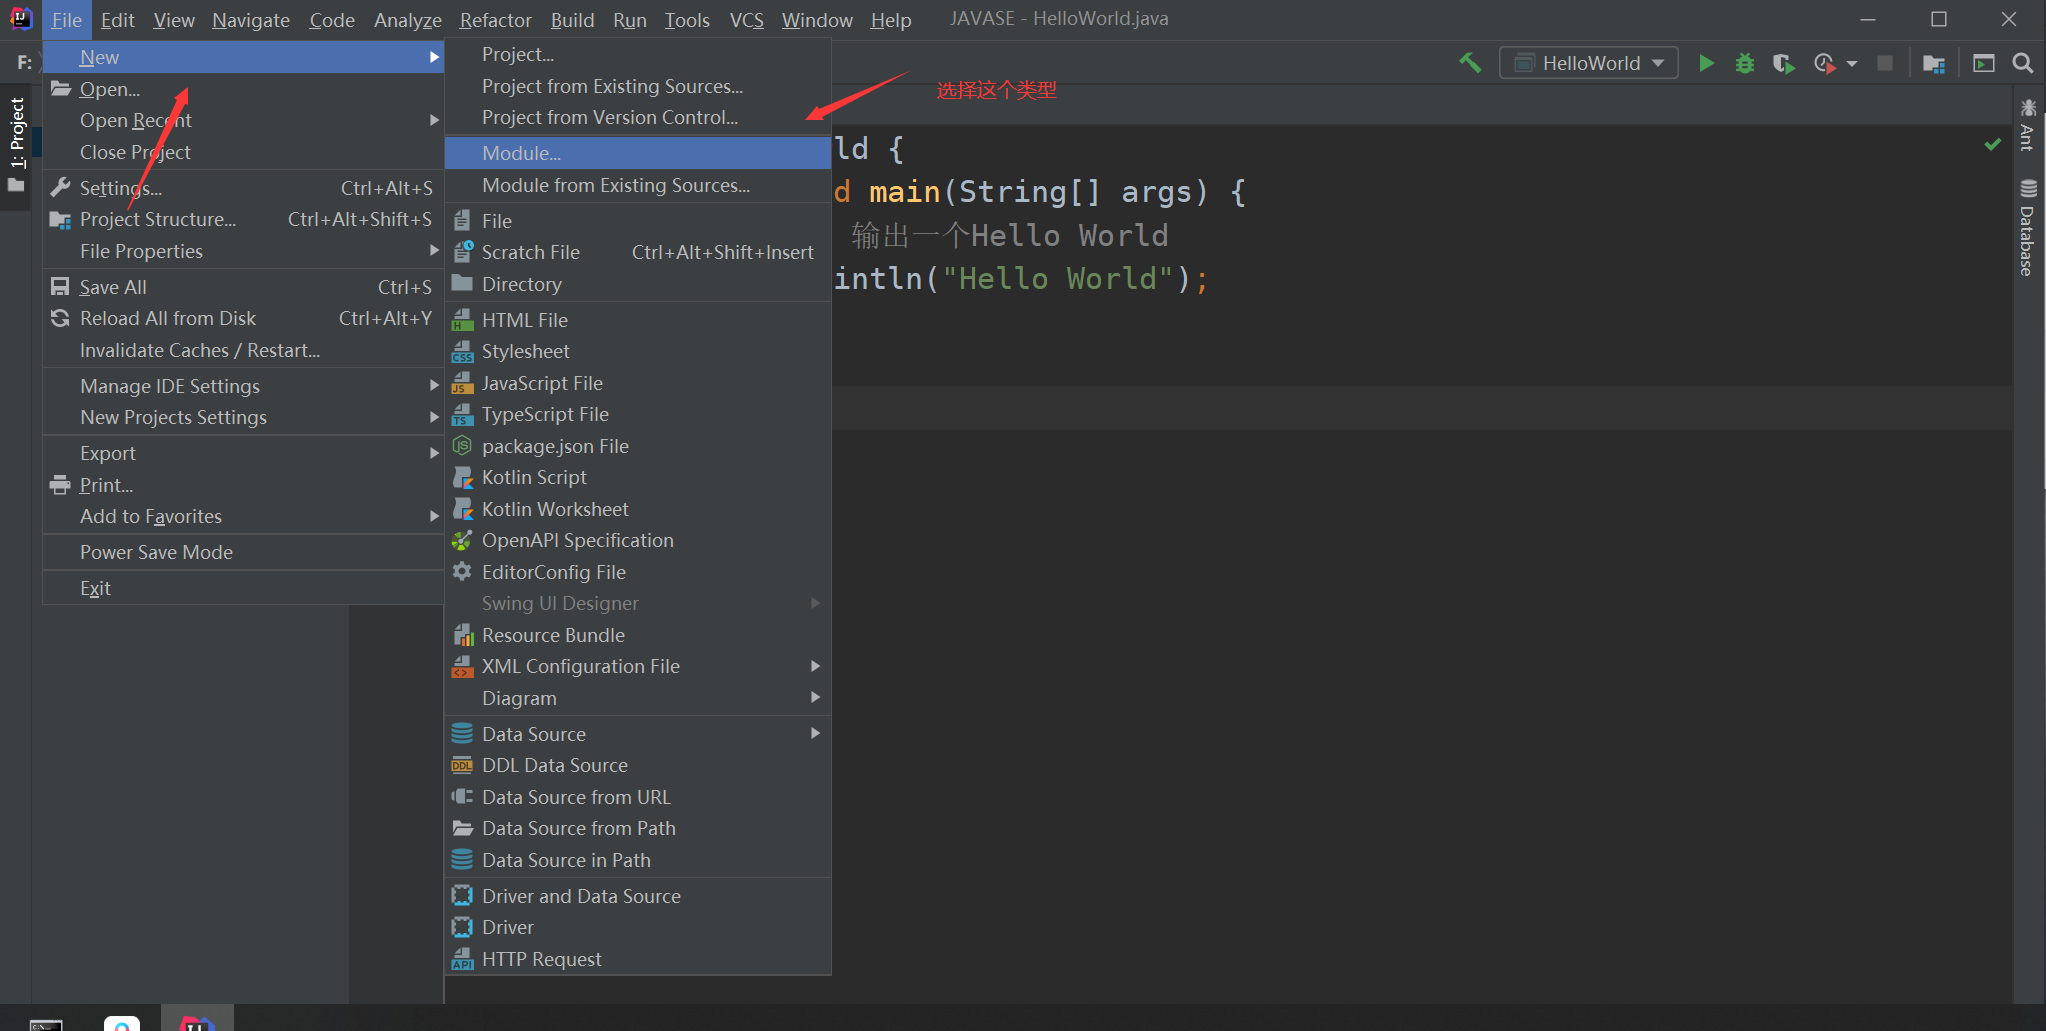 File Edit View Navigate Code Analyze Refactor Build Run Tools VCS Window Help JAVASE - HelloWorld.java
F:
HelloWorld
1: Project
New
Open...
Open Recent
Close Project
Settings... Ctrl+Alt+S
Project Structure... Ctrl+Alt+Shift+S
File Properties
Save All Ctrl+S
Reload All from Disk Ctrl+Alt+Y
Invalidate Caches / Restart...
Manage IDE Settings
New Projects Settings
Export
Print...
Add to Favorites
Power Save Mode
Exit
Project...
Project from Existing Sources...
Project from Version Control...
Module...
Module from Existing Sources...
File
Scratch File Ctrl+Alt+Shift+Insert
Directory
HTML File
Stylesheet
JavaScript File
TypeScript File
package.json File
Kotlin Script
Kotlin Worksheet
OpenAPI Specification
EditorConfig File
Swing UI Designer
Resource Bundle
XML Configuration File
Diagram
Data Source
DDL Data Source
Data Source from URL
Data Source from Path
Data Source in Path
Driver and Data Source
Driver
HTTP Request
选择这个类型
ld {
d main(String[] args) {
输出一个Hello World
intln("Hello World");
Ant
Database